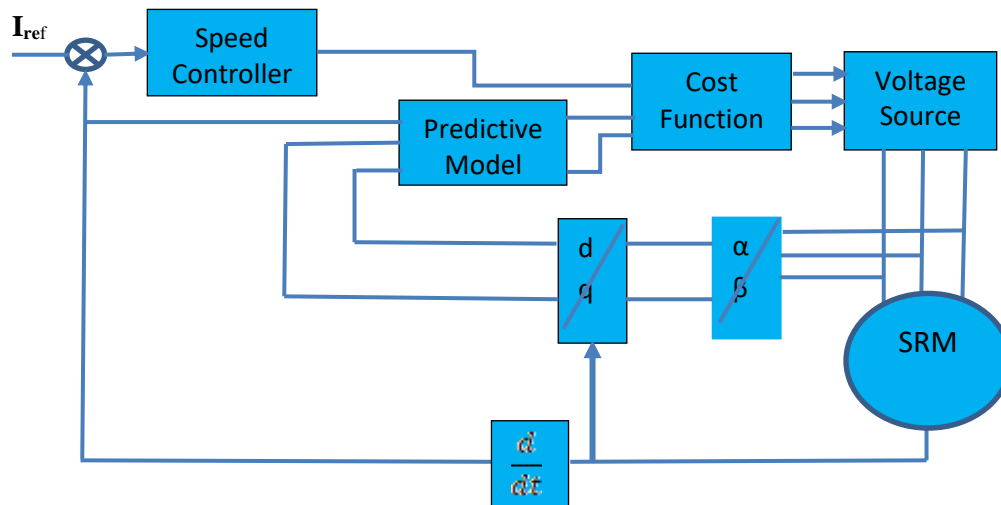 Iref
Speed
Controller
Cost
Function
Voltage
Source
Predictive
Model
d
q
α
β
SRM
d
dt